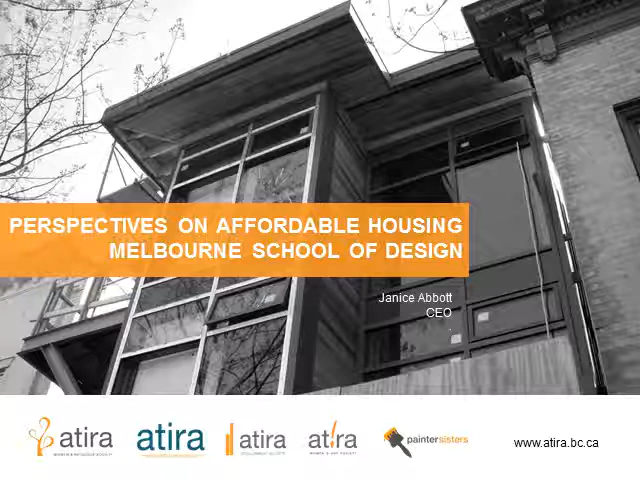 PERSPECTIVES ON AFFORDABLE HOUSING
MELBOURNE SCHOOL OF DESIGN
Janice Abbott
CEO
.
atira
atira
atira
atira
paintersisters
www.atira.bc.ca